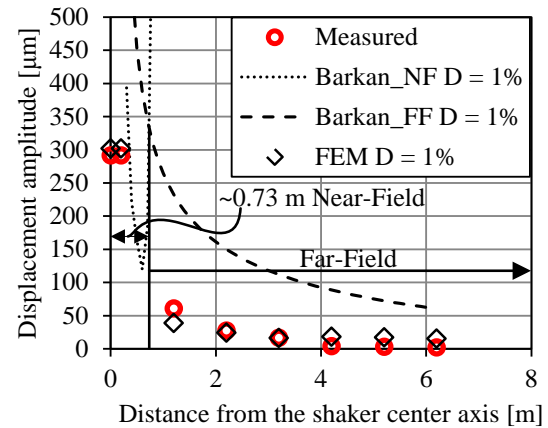 Displacement amplitude [µm]
500
450
400
350
300
250
200
150
100
50
0
Measured
Barkan_NF D = 1%
Barkan_FF D = 1%
FEM D = 1%
~0.73 m Near-Field
Far-Field
0 2 4 6 8
Distance from the shaker center axis [m]